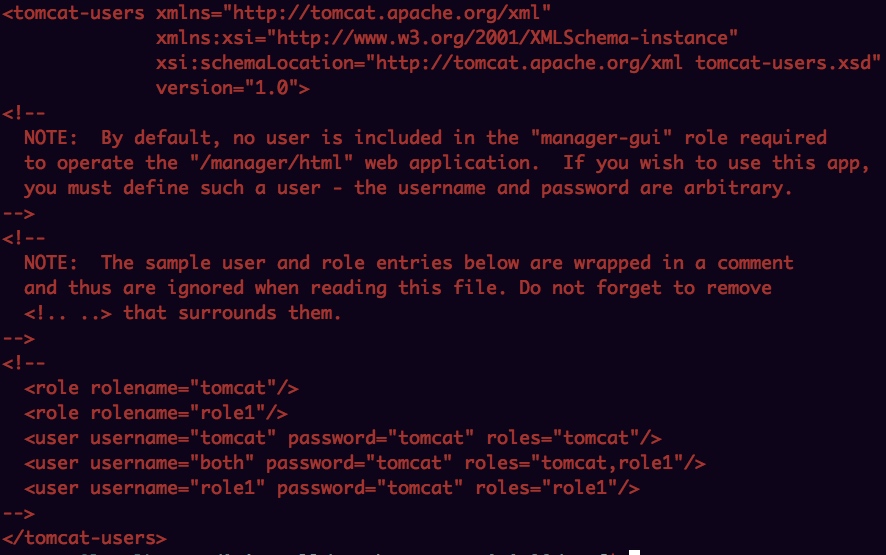 <tomcat-users xmlns="http://tomcat.apache.org/xml"
xmlns:xsi="http://www.w3.org/2001/XMLSchema-instance"
xsi:schemaLocation="http://tomcat.apache.org/xml tomcat-users.xsd"
version="1.0">
<!--
NOTE:  By default, no user is included in the "manager-gui" role required
to operate the "/manager/html" web application.  If you wish to use this app,
you must define such a user - the username and password are arbitrary.
-->
<!--
NOTE:  The sample user and role entries below are wrapped in a comment
and thus are ignored when reading this file. Do not forget to remove
<!.. ..> that surrounds them.
-->
<!--
<role rolename="tomcat"/>
<role rolename="role1"/>
<user username="tomcat" password="tomcat" roles="tomcat"/>
<user username="both" password="tomcat" roles="tomcat,role1"/>
<user username="role1" password="tomcat" roles="role1"/>
-->
</tomcat-users>